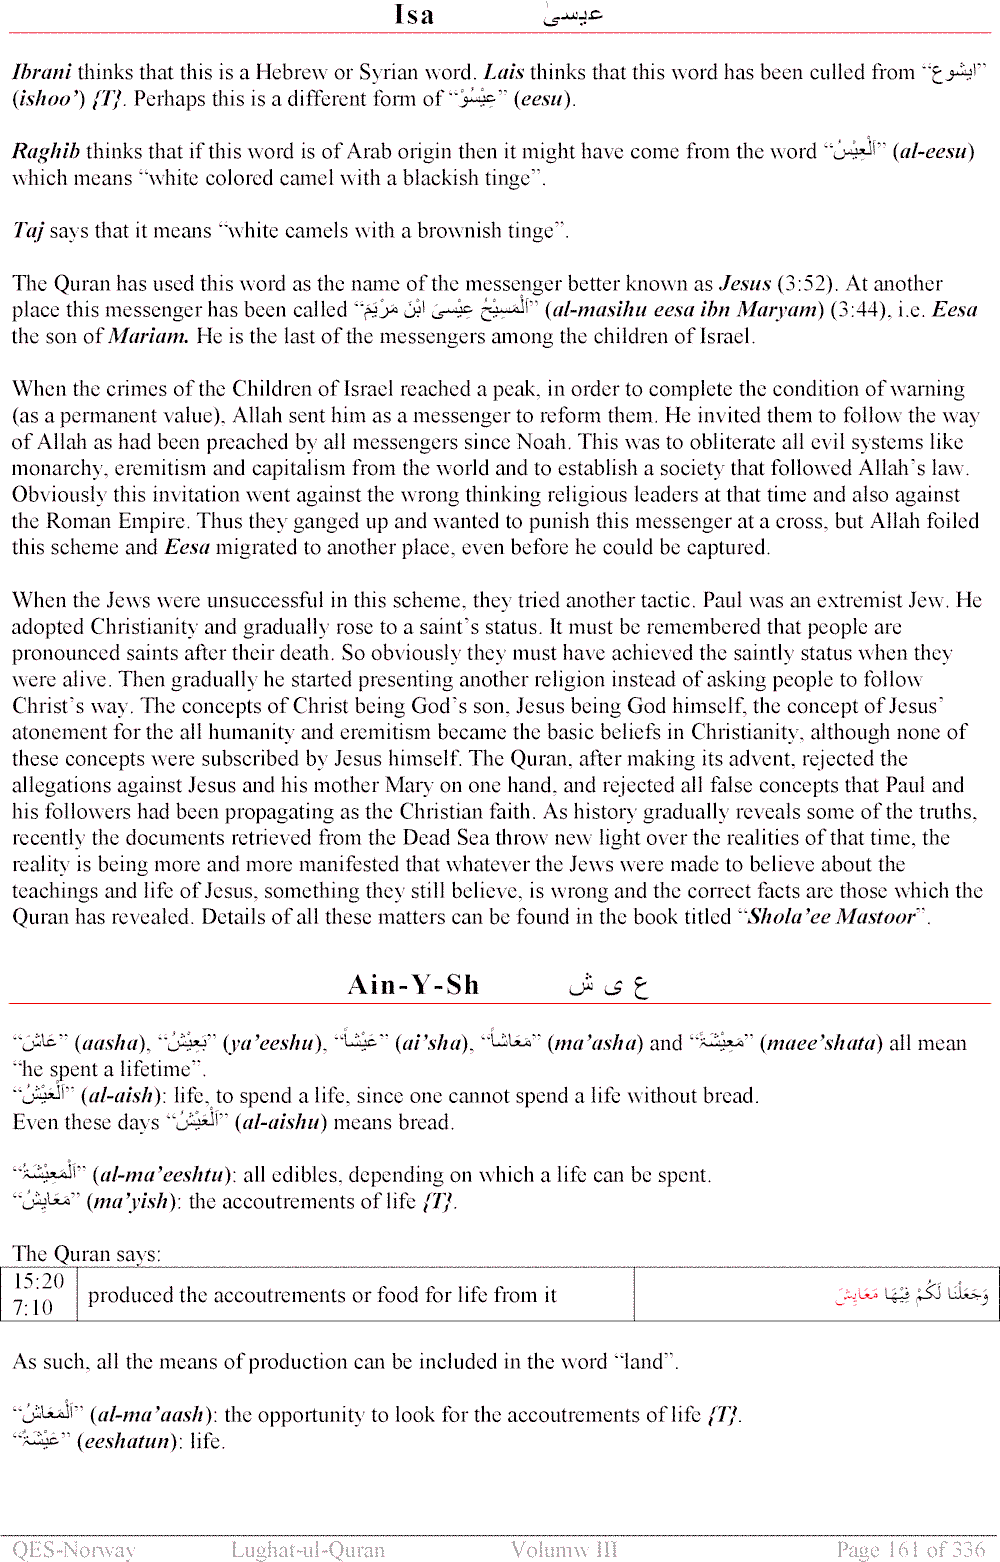 Isa عيسىٰ
Ibrani thinks that this is a Hebrew or Syrian word. Lais thinks that this word has been culled from “ايشوع”
(ishoo’) {T}. Perhaps this is a different form of “عِيْسُوْ” (eesu).
Raghib thinks that if this word is of Arab origin then it might have come from the word “اَلْعِيْسُ” (al-eesu)
which means “white colored camel with a blackish tinge”.
Taj says that it means “white camels with a brownish tinge”.
The Quran has used this word as the name of the messenger better known as Jesus (3:52). At another
place this messenger has been called “اَلْمَسِيْحُ عِيْسىَ ابْنَ مَرْيَمَ” (al-masihu eesa ibn Maryam) (3:44), i.e. Eesa
the son of Mariam. He is the last of the messengers among the children of Israel.
When the crimes of the Children of Israel reached a peak, in order to complete the condition of warning
(as a permanent value), Allah sent him as a messenger to reform them. He invited them to follow the way
of Allah as had been preached by all messengers since Noah. This was to obliterate all evil systems like
monarchy, eremitism and capitalism from the world and to establish a society that followed Allah’s law.
Obviously this invitation went against the wrong thinking religious leaders at that time and also against
the Roman Empire. Thus they ganged up and wanted to punish this messenger at a cross, but Allah foiled
this scheme and Eesa migrated to another place, even before he could be captured.
When the Jews were unsuccessful in this scheme, they tried another tactic. Paul was an extremist Jew. He
adopted Christianity and gradually rose to a saint’s status. It must be remembered that people are
pronounced saints after their death. So obviously they must have achieved the saintly status when they
were alive. Then gradually he started presenting another religion instead of asking people to follow
Christ’s way. The concepts of Christ being God’s son, Jesus being God himself, the concept of Jesus’
atonement for the all humanity and eremitism became the basic beliefs in Christianity, although none of
these concepts were subscribed by Jesus himself. The Quran, after making its advent, rejected the
allegations against Jesus and his mother Mary on one hand, and rejected all false concepts that Paul and
his followers had been propagating as the Christian faith. As history gradually reveals some of the truths,
recently the documents retrieved from the Dead Sea throw new light over the realities of that time, the
reality is being more and more manifested that whatever the Jews were made to believe about the
teachings and life of Jesus, something they still believe, is wrong and the correct facts are those which the
Quran has revealed. Details of all these matters can be found in the book titled “Shola’ee Mastoor”.
Ain-Y-Sh ع ی ش
“عَاشَ” (aasha), “يَعِيْشُ” (ya’eeshu), “عَيْشاً” (ai’sha), “مَعَاشاً” (ma’asha) and “مَعِيْشَةً” (maee’shata) all mean
“he spent a lifetime”.
“اَلْعَيْشُ” (al-aish): life, to spend a life, since one cannot spend a life without bread.
Even these days “اَلْعَيْشُ” (al-aishu) means bread.
“اَلْمَعِيْشَةُ” (al-ma’eeshtu): all edibles, depending on which a life can be spent.
“مَعَايِشُ” (ma’yish): the accoutrements of life {T}.
The Quran says:
15:20
7:10
produced the accoutrements or food for life from it
وَجَعَلْنَا لَكُمْ فِيْهَا مَعَايِشَ
As such, all the means of production can be included in the word “land”.
“اَلْمَعَاشُ” (al-ma’aash): the opportunity to look for the accoutrements of life {T}.
“عَيْشَةٌ” (eeshatun): life.
QES-Norway Lughat-ul-Quran Volumw III Page 161 of 336